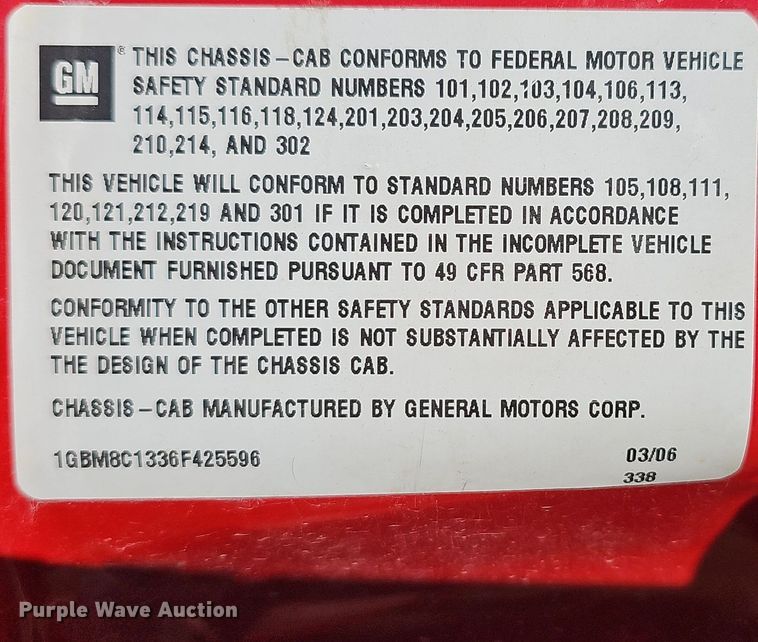 GM® THIS CHASSIS-CAB CONFORMS TO FEDERAL MOTOR VEHICLE
SAFETY STANDARD NUMBERS 101,102,103,104,106,113,
114,115,116,118,124,201,203,204,205,206,207,208,209,
210,214, AND 302
THIS VEHICLE WILL CONFORM TO STANDARD NUMBERS 105,108,111,
120,121,212,219 AND 301 IF IT IS COMPLETED IN ACCORDANCE
WITH THE INSTRUCTIONS CONTAINED IN THE INCOMPLETE VEHICLE
DOCUMENT FURNISHED PURSUANT TO 49 CFR PART 568.
CONFORMITY TO THE OTHER SAFETY STANDARDS APPLICABLE TO THIS
VEHICLE WHEN COMPLETED IS NOT SUBSTANTIALLY AFFECTED BY THE
THE DESIGN OF THE CHASSIS CAB.
CHASSIS-CAB MANUFACTURED BY GENERAL MOTORS CORP.
1GBM8C1336F425596 03/06
338
Purple Wave Auction